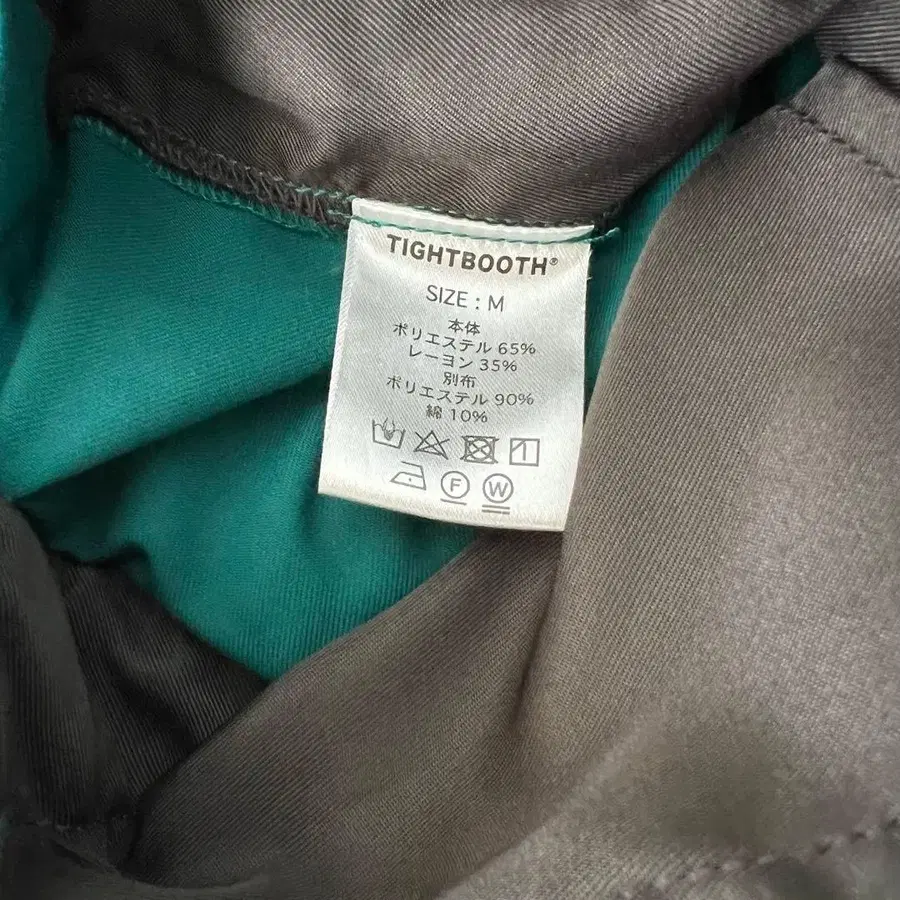 TIGHTBOOTH®
SIZE : M
本体
ポリエステル 65%
レーヨン 35%
別布
ポリエステル 90%
綿 10%
F W